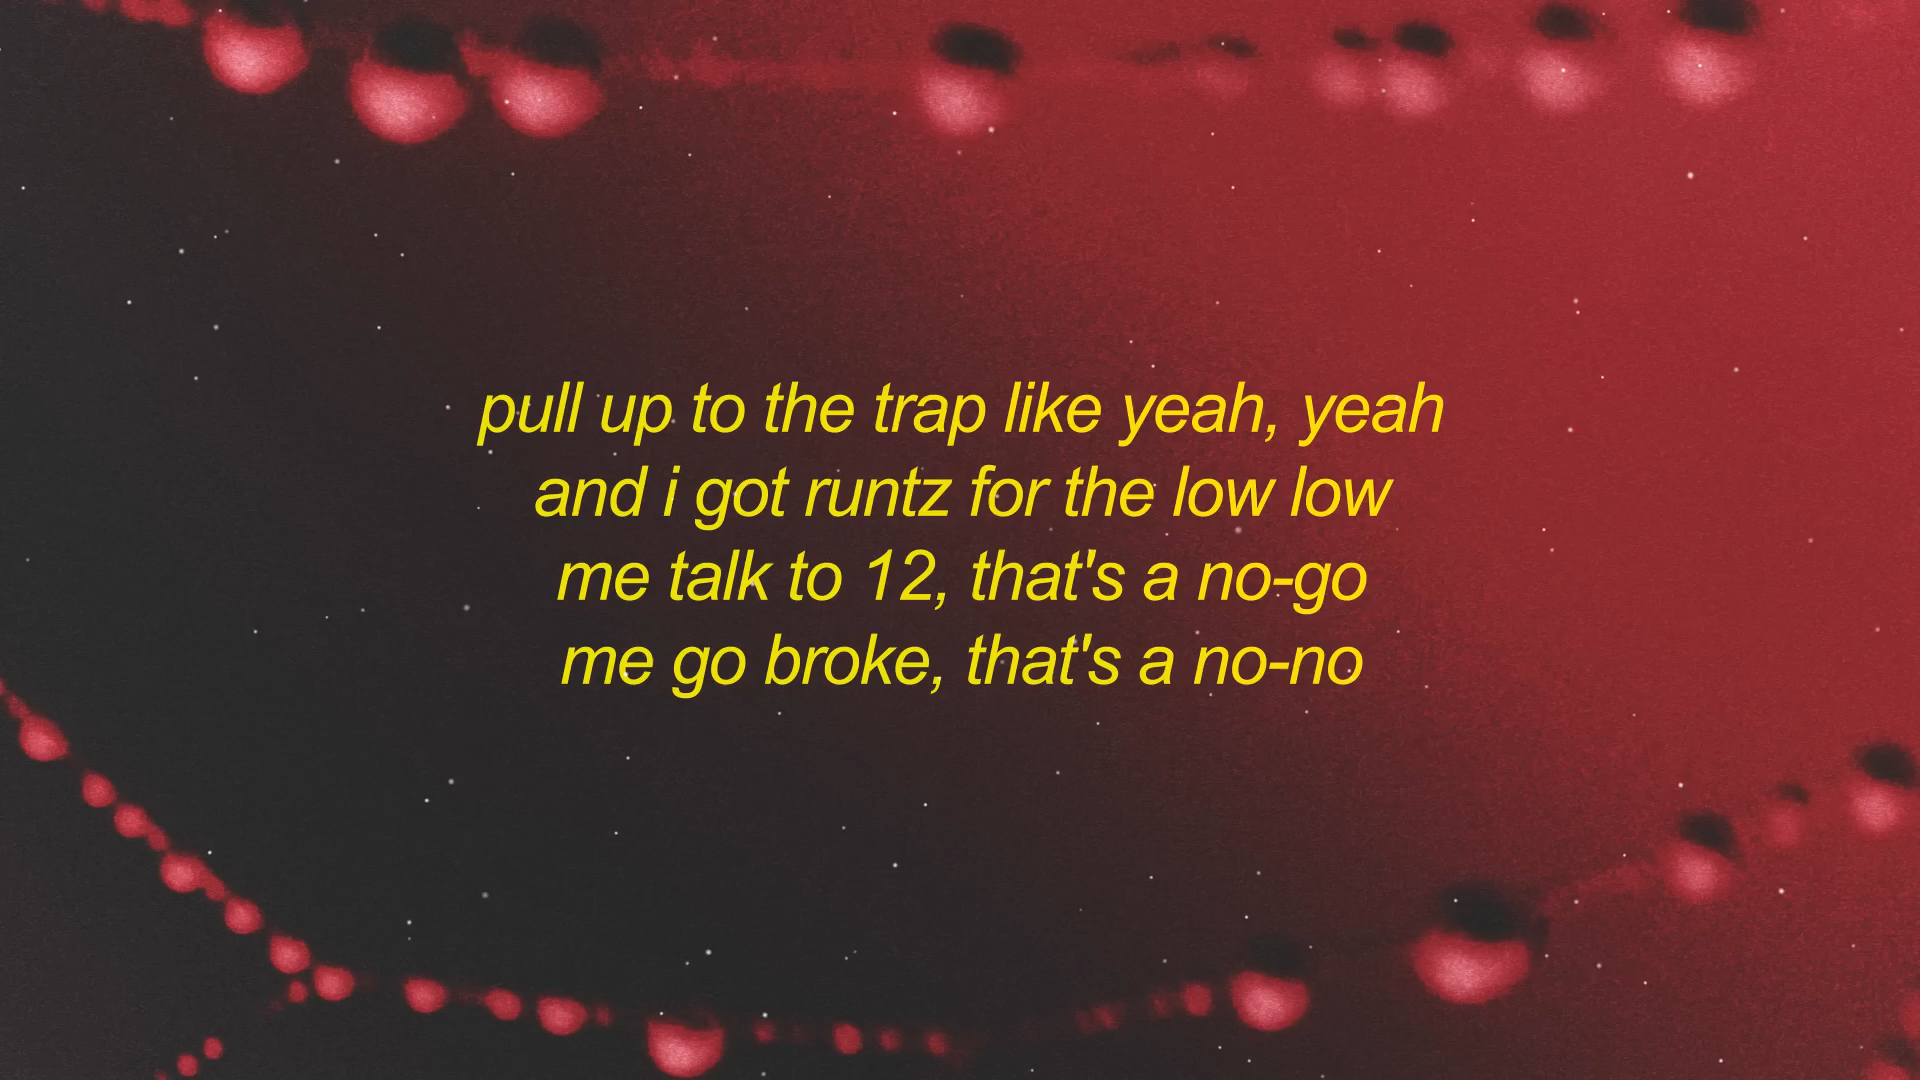 pull up to the trap like yeah, yeah
and i got runtz for the low low
me talk to 12, that's a no-go
me go broke, that's a no-no